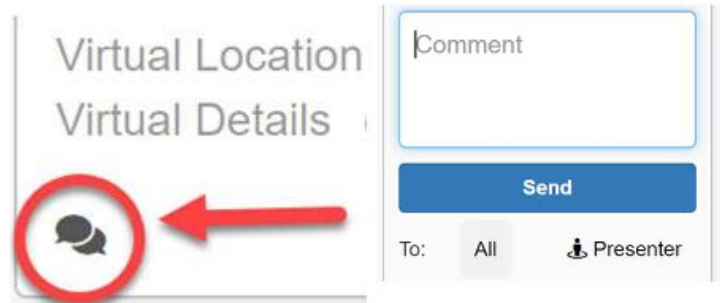 Virtual Location
Virtual Details
Comment
Send
To: All Presenter